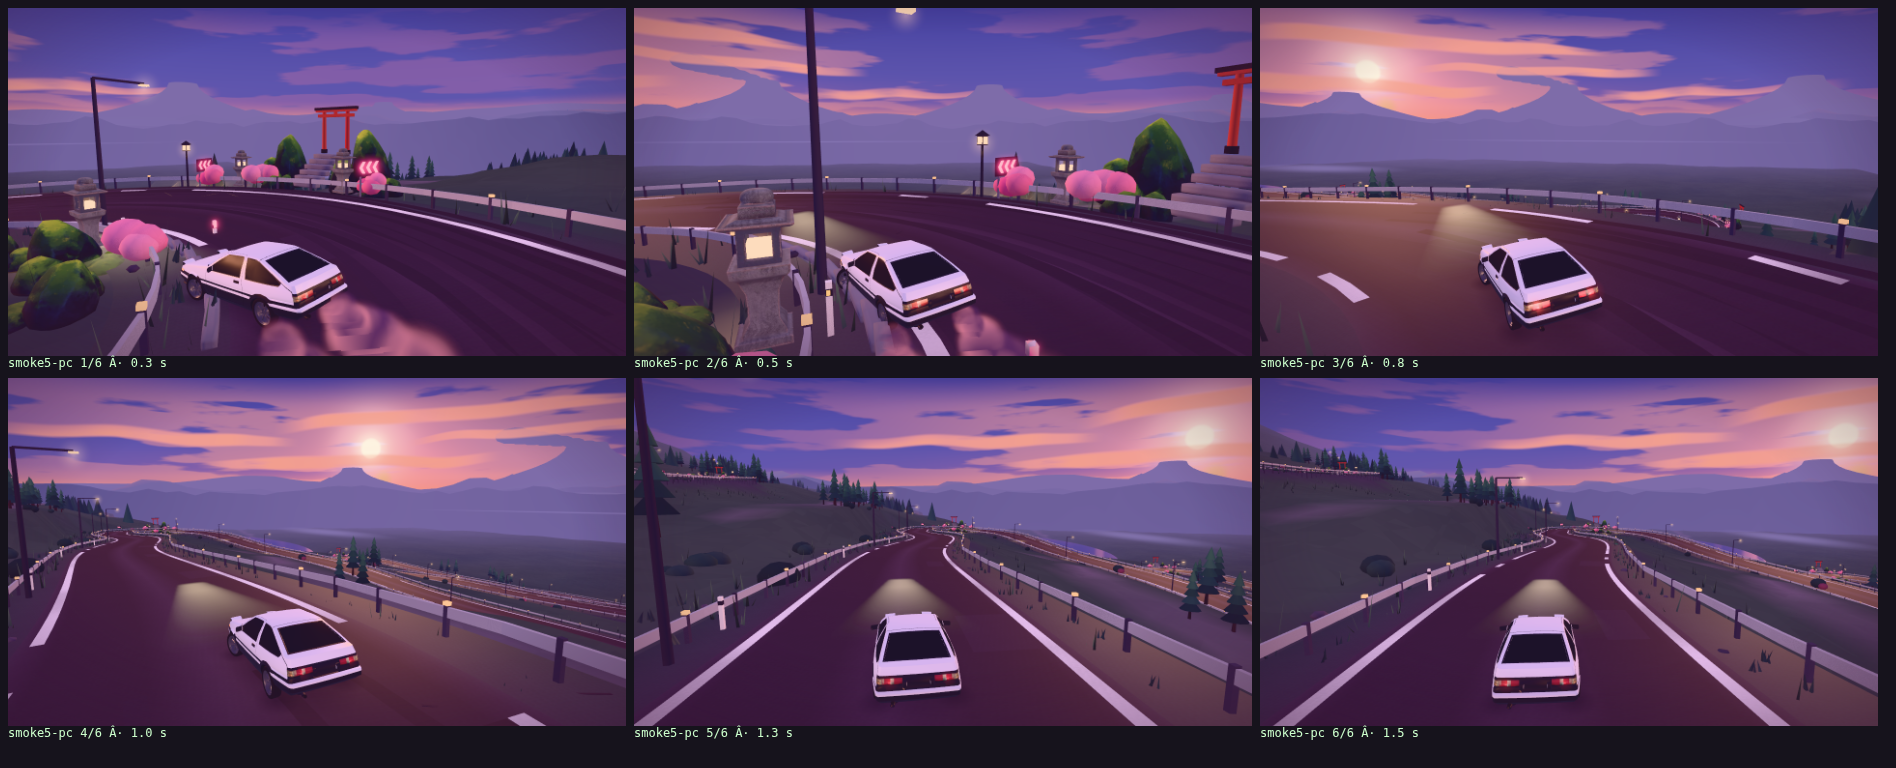 smoke5-pc 1/6 Â· 0.3 s
smoke5-pc 2/6 Â· 0.5 s
smoke5-pc 3/6 Â· 0.8 s
smoke5-pc 4/6 Â· 1.0 s
smoke5-pc 5/6 Â· 1.3 s
smoke5-pc 6/6 Â· 1.5 s